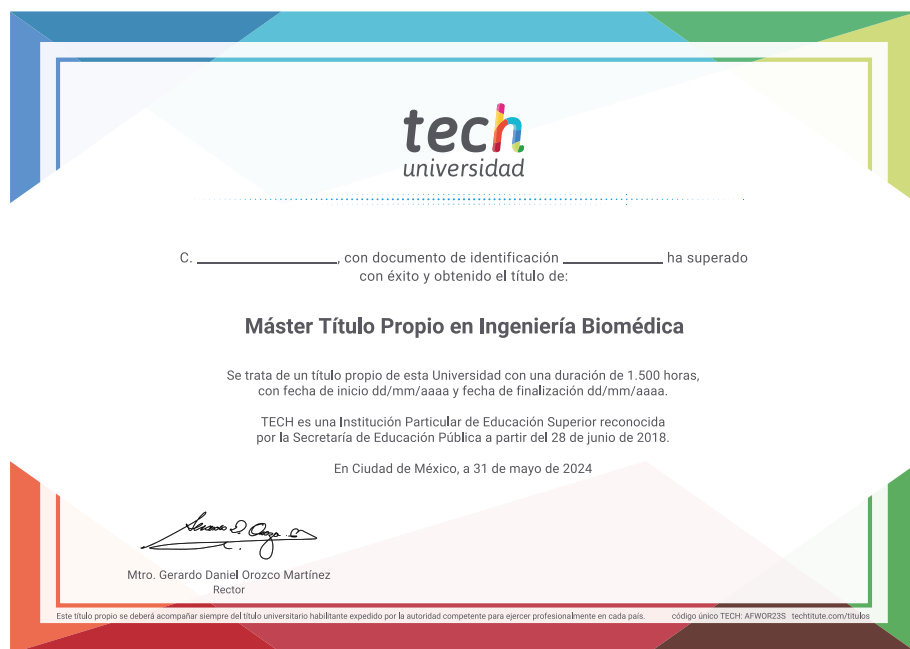 tech
universidad
C. ____________, con documento de identificación ____________ ha superado
con éxito y obtenido el título de:
Máster Título Propio en Ingeniería Biomédica
Se trata de un título propio de esta Universidad con una duración de 1.500 horas,
con fecha de inicio dd/mm/aaaa y fecha de finalización dd/mm/aaaa.
TECH es una Institución Particular de Educación Superior reconocida
por la Secretaría de Educación Pública a partir del 28 de junio de 2018.
En Ciudad de México, a 31 de mayo de 2024
Mtro. Gerardo Daniel Orozco Martínez
Rector
Este título propio se deberá acompañar siempre del título universitario habilitante expedido por la autoridad competente para ejercer profesionalmente en cada país. código único TECH: AFWOR23S techtitute.com/titulos